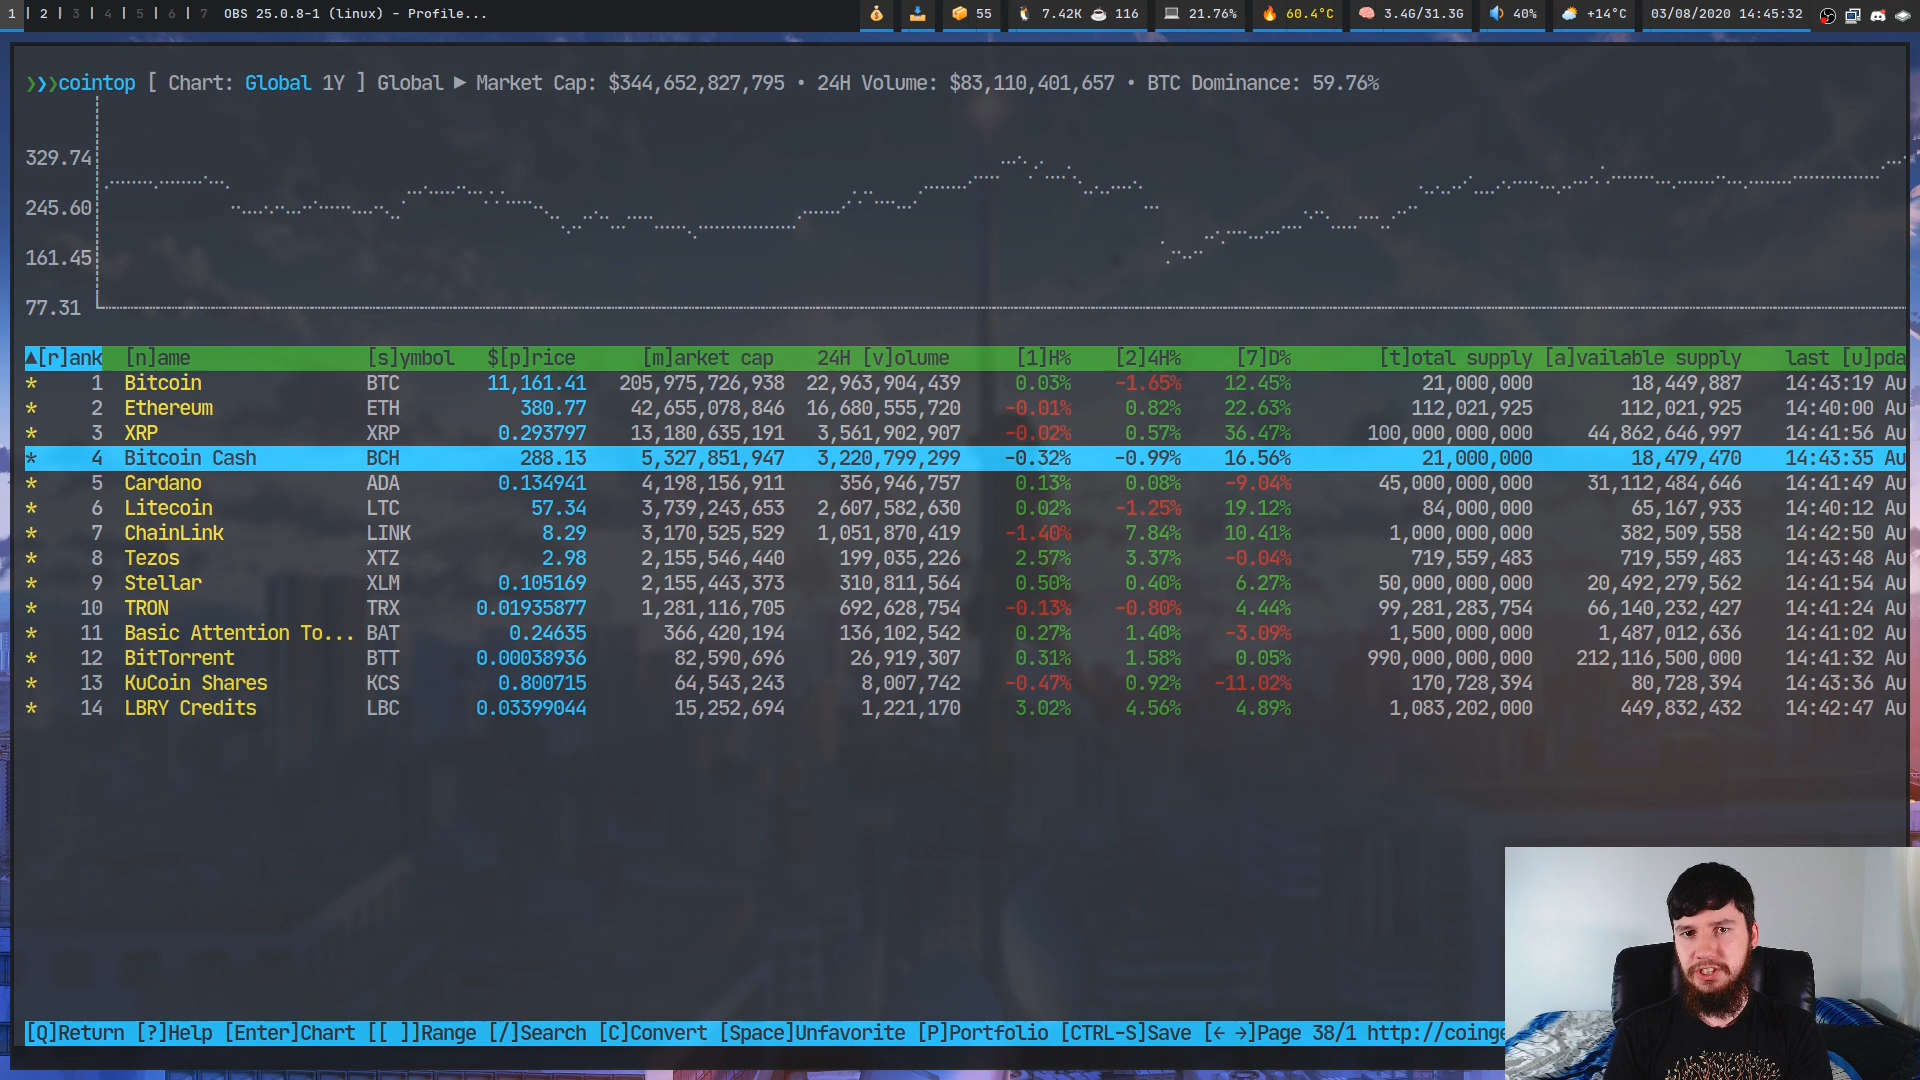 1 | 2 | 3 | 4 | 5 | 6 | 7 OBS 25.0.8-1 (linux) - Profile... 55 7.42K 116 21.76% 60.4°C 3.4G/31.3G 40% +14°C 03/08/2020 14:45:32
❯❯❯cointop [ Chart: Global 1Y ] Global ► Market Cap: $344,652,827,795 • 24H Volume: $83,110,401,657 • BTC Dominance: 59.76%
329.74
245.60
161.45
77.31
▲[r]ank [n]ame [s]ymbol $[p]rice [m]arket cap 24H [v]olume [1]H% [2]4H% [7]D% [t]otal supply [a]vailable supply last [u]pda
* 1 Bitcoin BTC 11,161.41 205,975,726,938 22,963,904,439 0.03% -1.65% 12.45% 21,000,000 18,449,887 14:43:19 Au
* 2 Ethereum ETH 380.77 42,655,078,846 16,680,555,720 -0.01% 0.82% 22.63% 112,021,925 112,021,925 14:40:00 Au
* 3 XRP XRP 0.293797 13,180,635,191 3,561,902,907 -0.02% 0.57% 36.47% 100,000,000,000 44,862,646,997 14:41:56 Au
* 4 Bitcoin Cash BCH 288.13 5,327,851,947 3,220,799,299 -0.32% -0.99% 16.56% 21,000,000 18,479,470 14:43:35 Au
* 5 Cardano ADA 0.134941 4,198,156,911 356,946,757 0.13% 0.08% -9.04% 45,000,000,000 31,112,484,646 14:41:49 Au
* 6 Litecoin LTC 57.34 3,739,243,653 2,607,582,630 0.02% -1.25% 19.12% 84,000,000 65,167,933 14:40:12 Au
* 7 ChainLink LINK 8.29 3,170,525,529 1,051,870,419 -1.40% 7.84% 10.41% 1,000,000,000 382,509,558 14:42:50 Au
* 8 Tezos XTZ 2.98 2,155,546,440 199,035,226 2.57% 3.37% -0.04% 719,559,483 719,559,483 14:43:48 Au
* 9 Stellar XLM 0.105169 2,155,443,373 310,811,564 0.50% 0.40% 6.27% 50,000,000,000 20,492,279,562 14:41:54 Au
* 10 TRON TRX 0.01935877 1,281,116,705 692,628,754 -0.13% -0.80% 4.44% 99,281,283,754 66,140,232,427 14:41:24 Au
* 11 Basic Attention To... BAT 0.24635 366,420,194 136,102,542 0.27% 1.40% -3.09% 1,500,000,000 1,487,012,636 14:41:02 Au
* 12 BitTorrent BTT 0.00038936 82,590,696 26,919,307 0.31% 1.58% 0.05% 990,000,000,000 212,116,500,000 14:41:32 Au
* 13 KuCoin Shares KCS 0.800715 64,543,243 8,007,742 -0.47% 0.92% -11.02% 170,728,394 80,728,394 14:43:36 Au
* 14 LBRY Credits LBC 0.03399044 15,252,694 1,221,170 3.02% 4.56% 4.89% 1,083,202,000 449,832,432 14:42:47 Au
[Q]Return [?]Help [Enter]Chart [[ ]]Range [/]Search [C]Convert [Space]Unfavorite [P]Portfolio [CTRL-S]Save [← →]Page 38/1 http://coinge